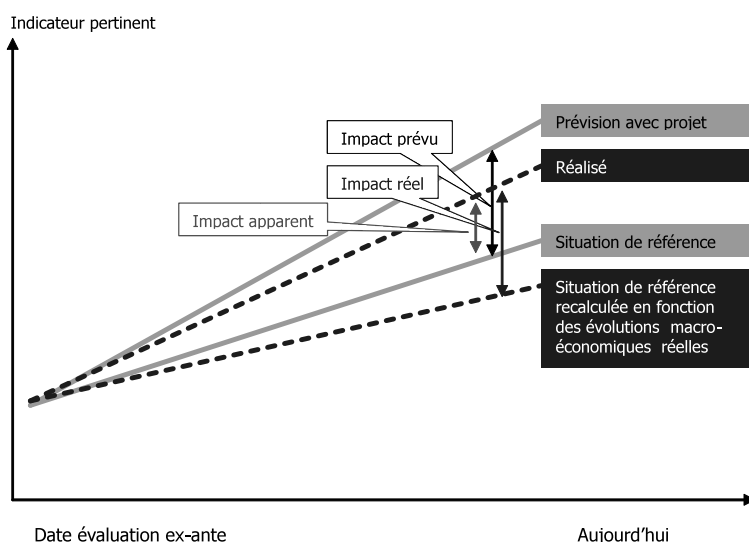 Indicateur pertinent
Prévision avec projet
Impact prévu
Réalisé
Impact réel
Impact apparent
Situation de référence
Situation de référence
recalculée en fonction
des évolutions macro-
économiques réelles
Date évaluation ex-ante
Aujourd'hui